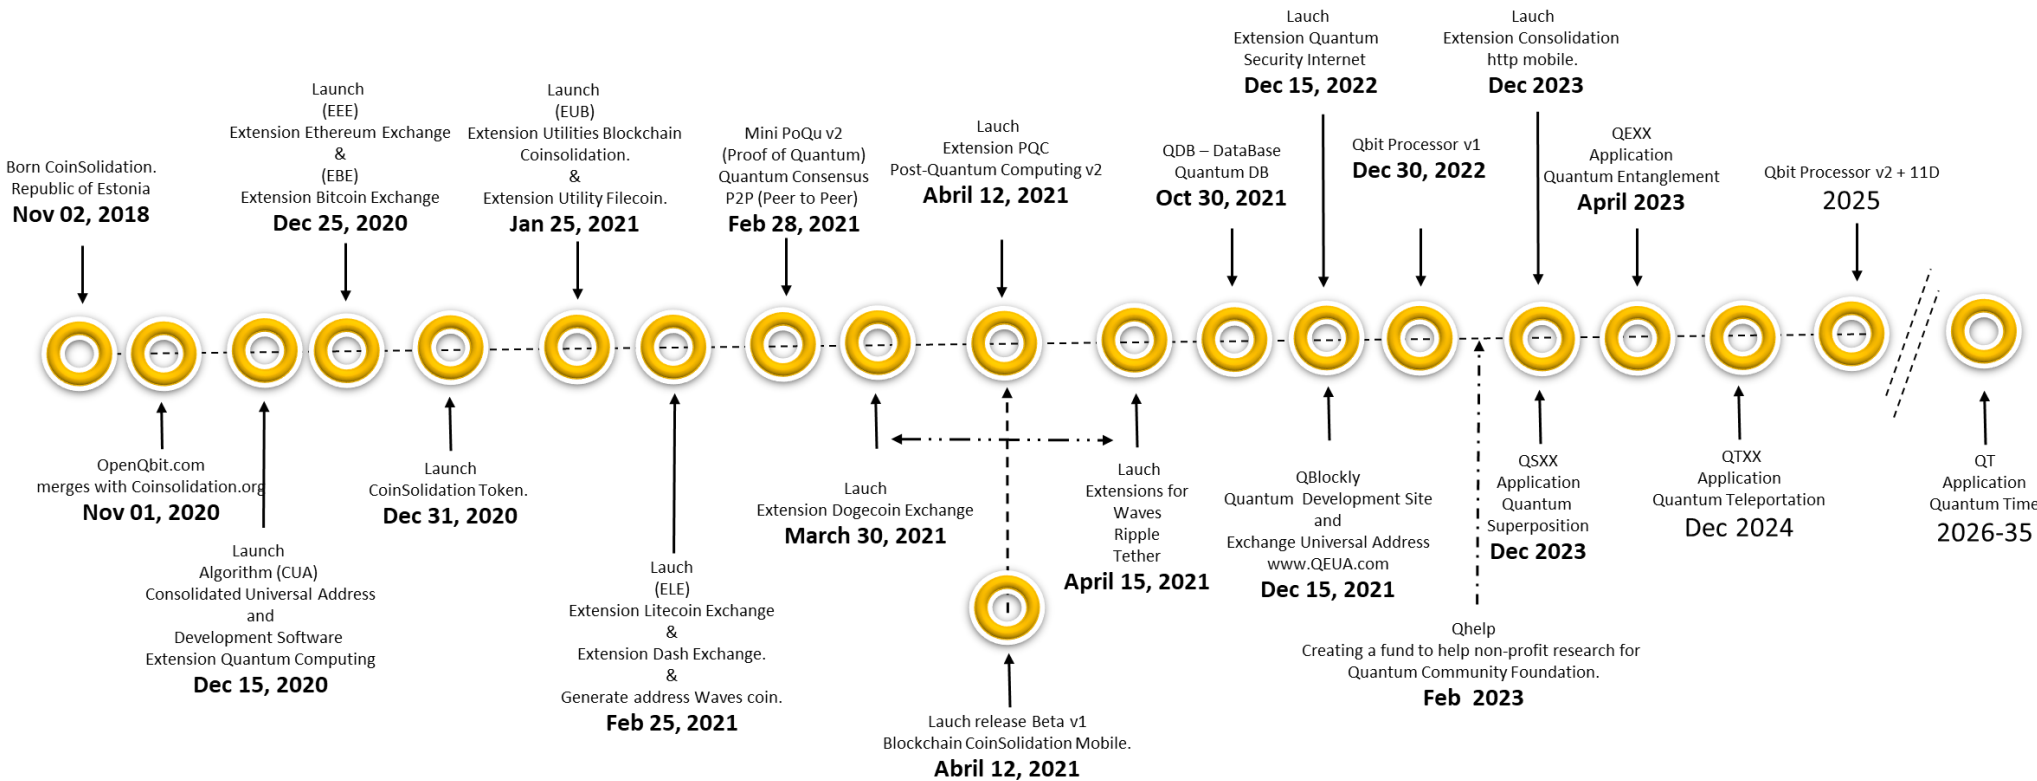 Born CoinSolidation.
Republic of Estonia
Nov 02, 2018
OpenQbit.com
merges with Coinsolidation.org
Nov 01, 2020
Launch
Algorithm (CUA)
Consolidated Universal Address
and
Development Software
Extension Quantum Computing
Dec 15, 2020
Launch
(EEE)
Extension Ethereum Exchange
&
(EBE)
Extension Bitcoin Exchange
Dec 25, 2020
Launch
CoinSolidation Token.
Dec 31, 2020
Launch
(EUB)
Extension Utilities Blockchain
Coinsolidation.
&
Extension Utility Filecoin.
Jan 25, 2021
Lauch
(ELE)
Extension Litecoin Exchange
&
Extension Dash Exchange.
&
Generate address Waves coin.
Feb 25, 2021
Mini PoQu v2
(Proof of Quantum)
Quantum Consensus
P2P (Peer to Peer)
Feb 28, 2021
Lauch
Extension Dogecoin Exchange
March 30, 2021
Lauch
Extension PQC
Post-Quantum Computing v2
Abril 12, 2021
Lauch release Beta v1
Blockchain CoinSolidation Mobile.
Abril 12, 2021
Lauch
Extensions for
Waves
Ripple
Tether
April 15, 2021
QDB – DataBase
Quantum DB
Oct 30, 2021
QBlockly
Quantum Development Site
and
Exchange Universal Address
www.QEUA.com
Dec 15, 2021
Lauch
Extension Quantum
Security Internet
Dec 15, 2022
Qbit Processor v1
Dec 30, 2022
Qhelp
Creating a fund to help non-profit research for
Quantum Community Foundation.
Feb 2023
Lauch
Extension Consolidation
http mobile.
Dec 2023
QSXX
Application
Quantum
Superposition
Dec 2023
QEXX
Application
Quantum Entanglement
April 2023
QTXX
Application
Quantum Teleportation
Dec 2024
Qbit Processor v2 + 11D
2025
QT
Application
Quantum Time
2026-35